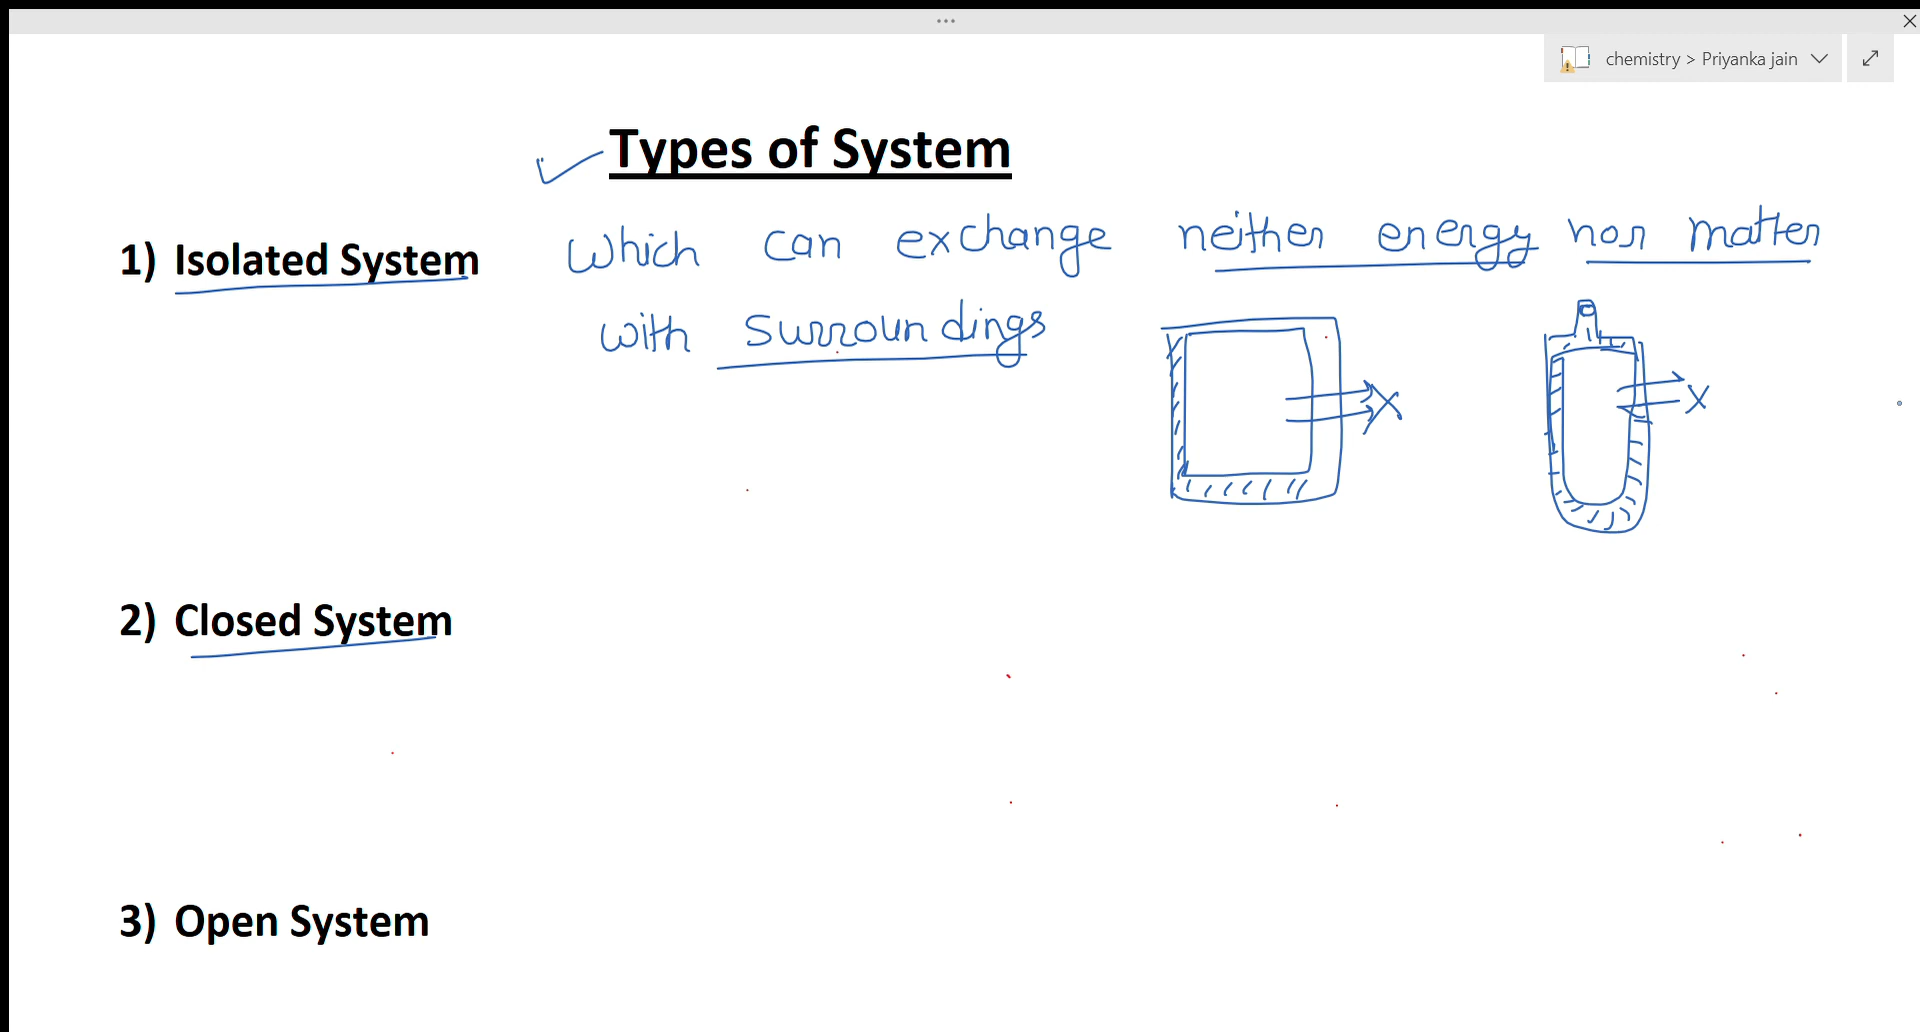 chemistry > Priyanka jain
Types of System
1) Isolated System which can exchange neither energy nor matter
with surroundings
X X
2) Closed System
3) Open System